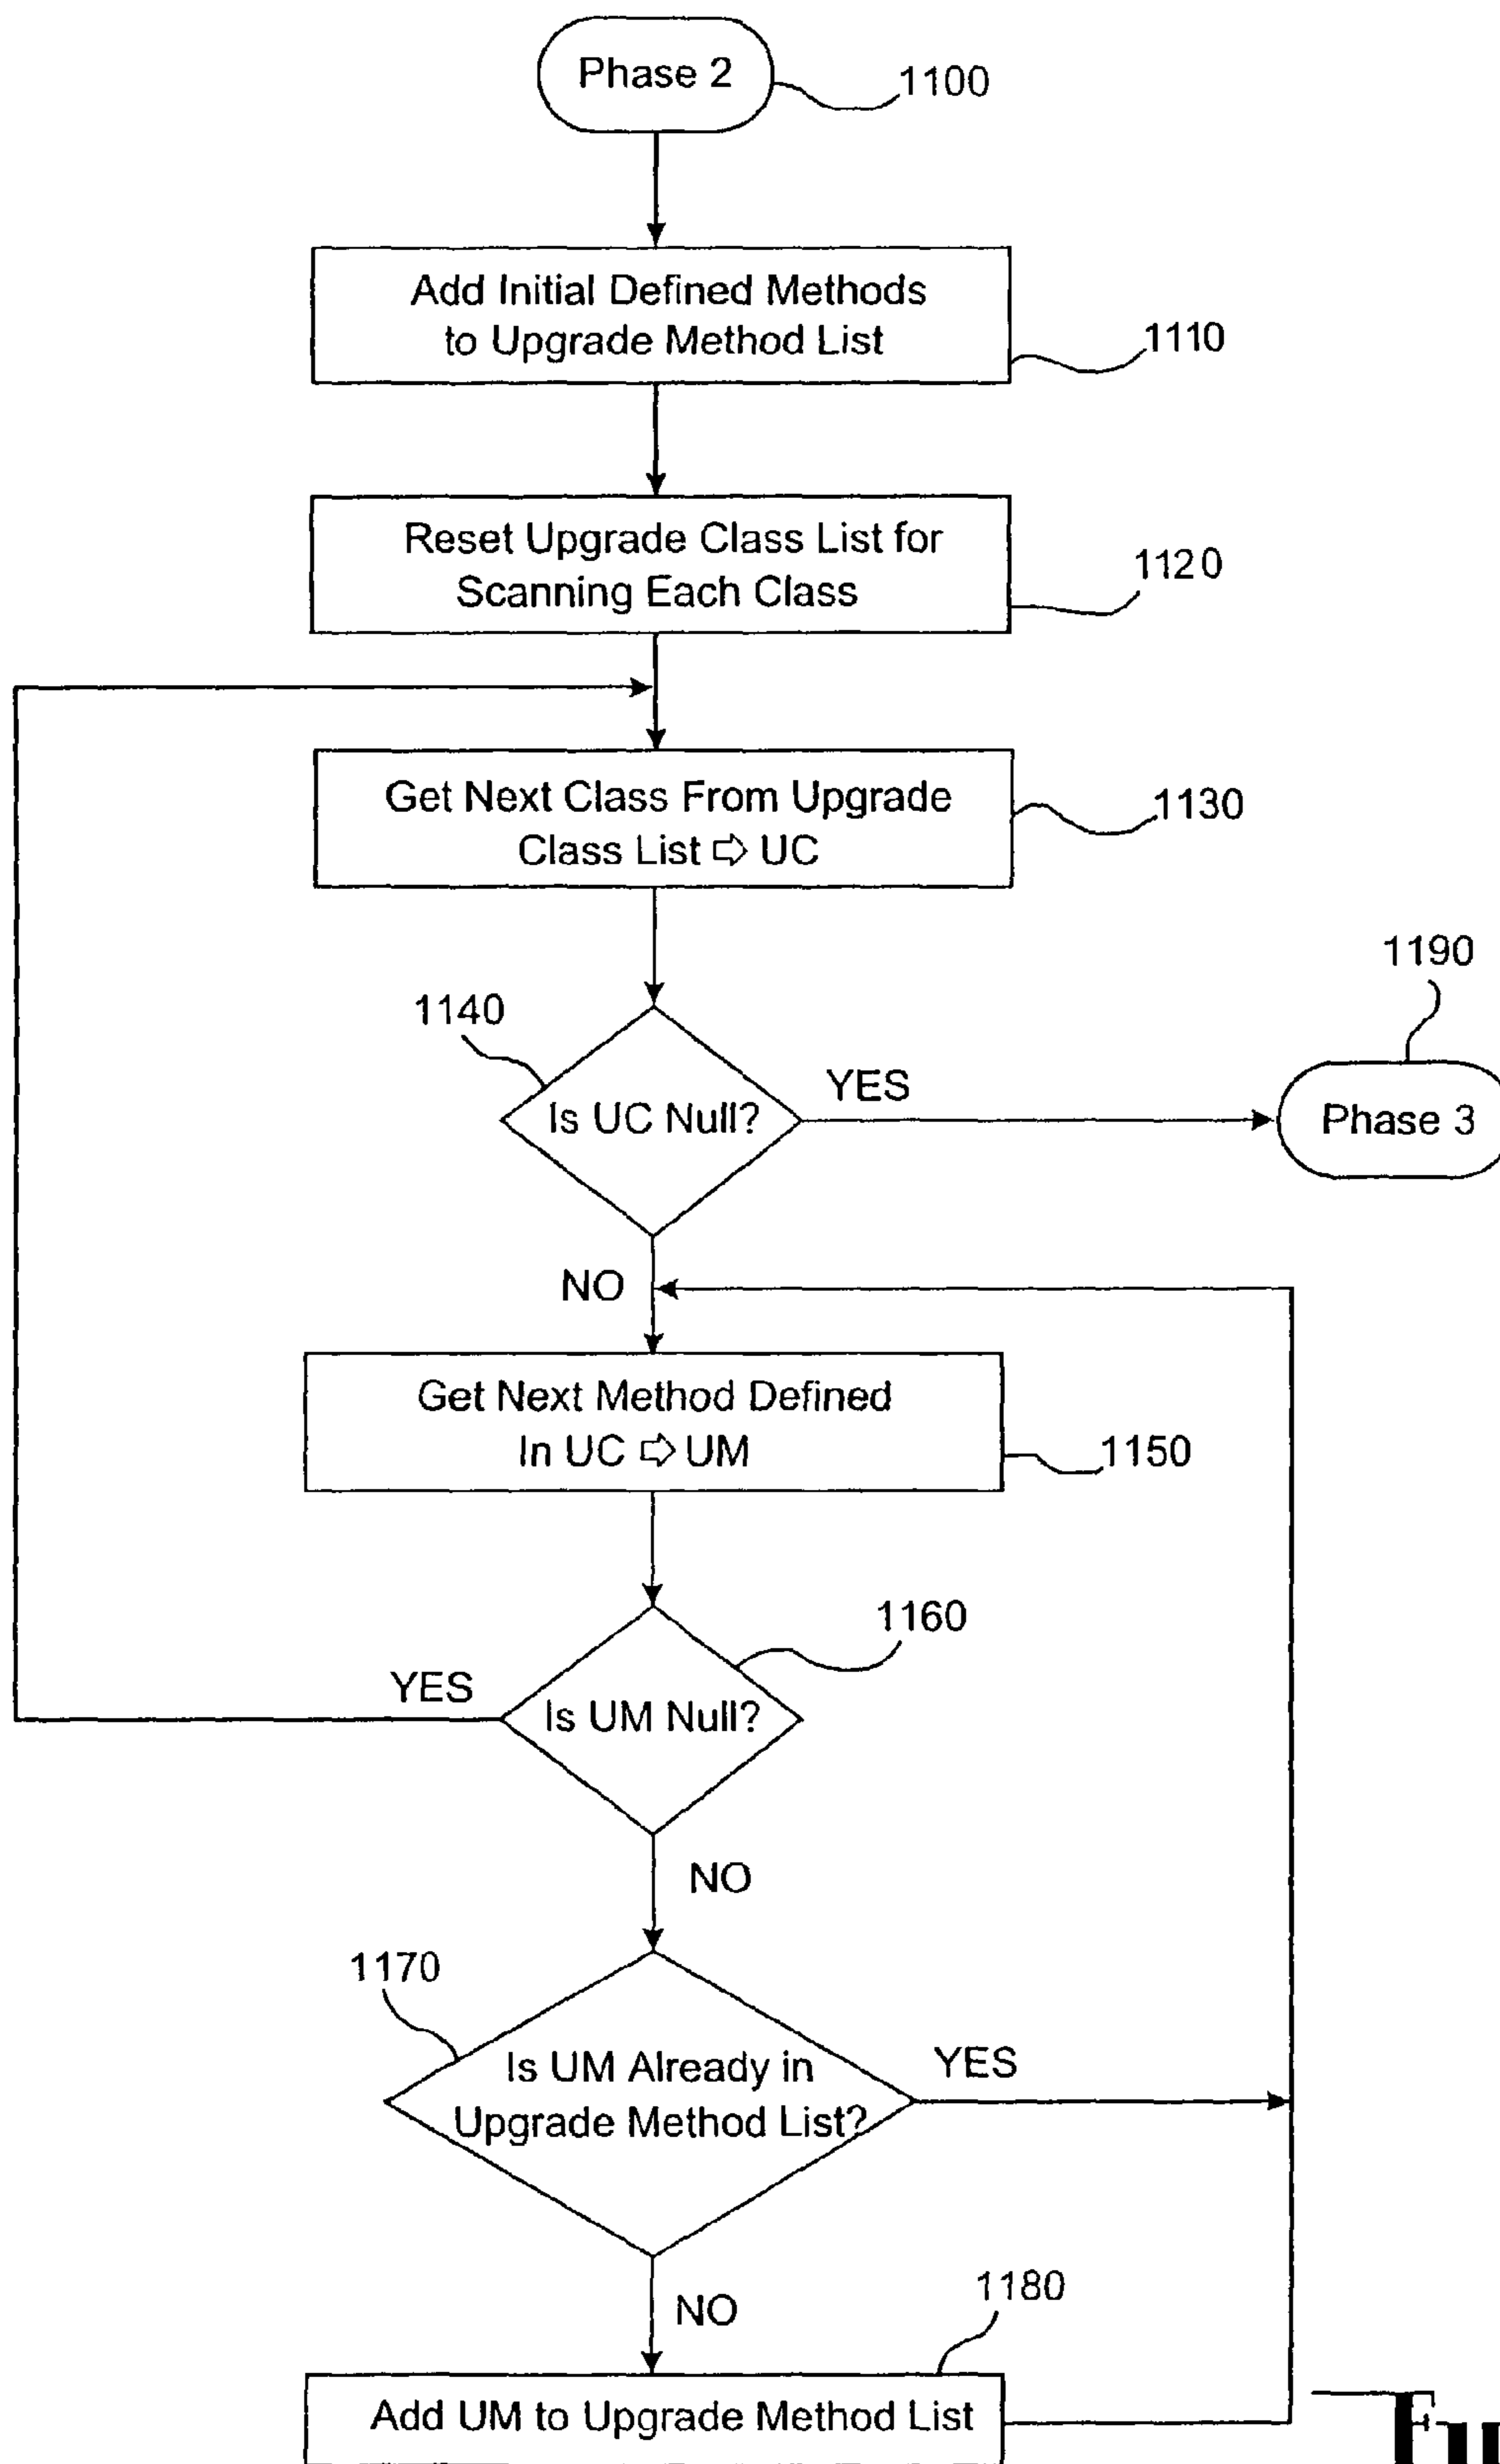 Phase 2
1100
Add Initial Defined Methods
to Upgrade Method List
1110
Reset Upgrade Class List for
Scanning Each Class
1120
Get Next Class From Upgrade
Class List ⇨ UC
1130
1140
Is UC Null?
YES
1190
Phase 3
NO
Get Next Method Defined
In UC ⇨ UM
1150
1160
YES
Is UM Null?
NO
1170
Is UM Already in
Upgrade Method List?
YES
NO
1180
Add UM to Upgrade Method List